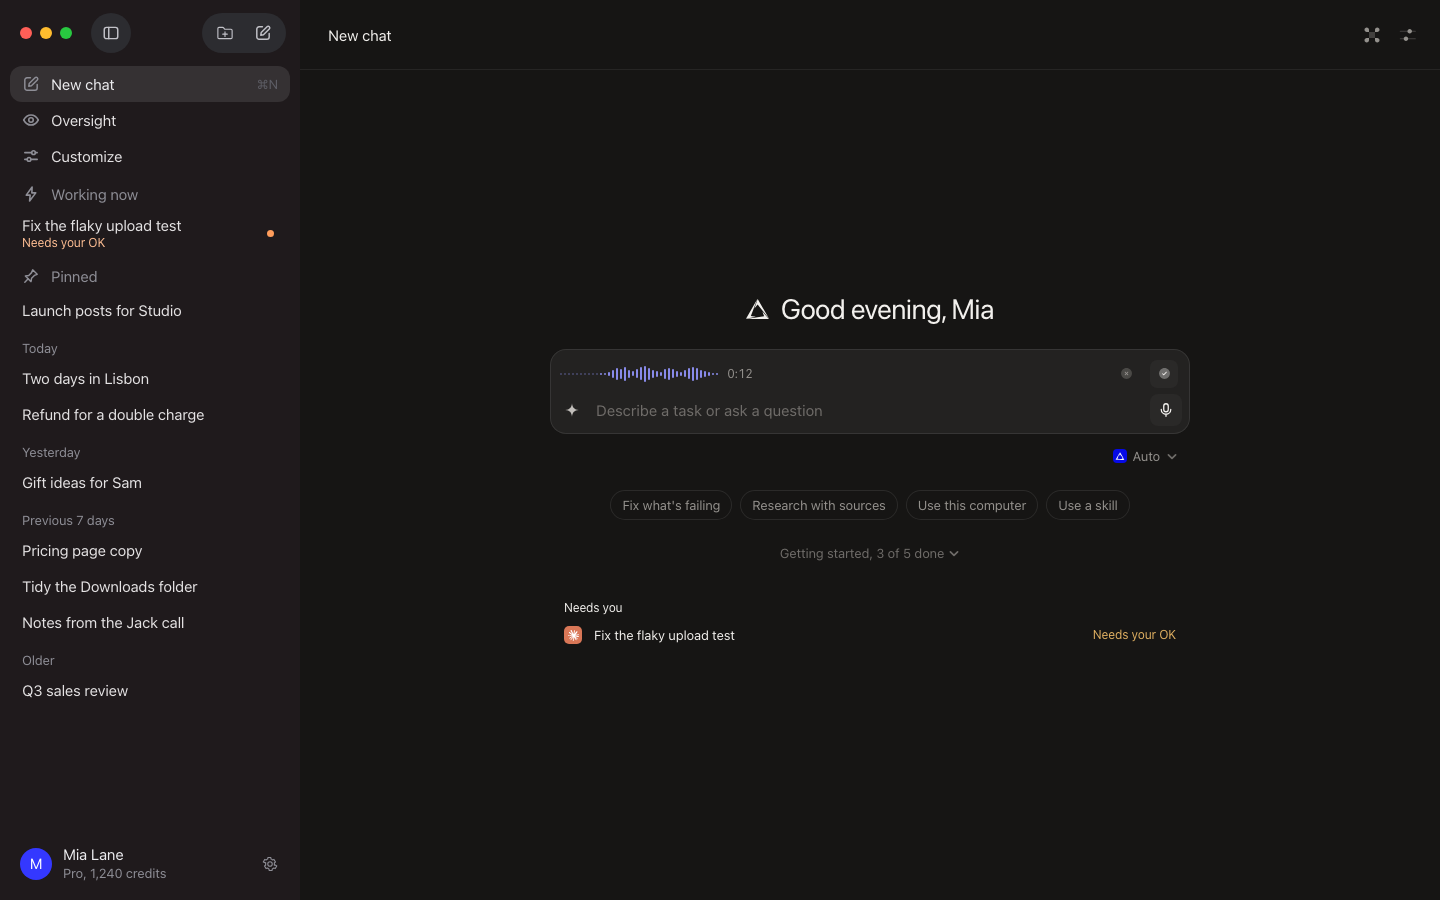 New chat
New chat ⌘N
Oversight
Customize
Working now
Fix the flaky upload test
Needs your OK
Pinned
Launch posts for Studio
Today
Two days in Lisbon
Refund for a double charge
Yesterday
Gift ideas for Sam
Previous 7 days
Pricing page copy
Tidy the Downloads folder
Notes from the Jack call
Older
Q3 sales review
M
Mia Lane
Pro, 1,240 credits
Good evening, Mia
0:12
Describe a task or ask a question
Auto
Fix what's failing
Research with sources
Use this computer
Use a skill
Getting started, 3 of 5 done
Needs you
Fix the flaky upload test
Needs your OK